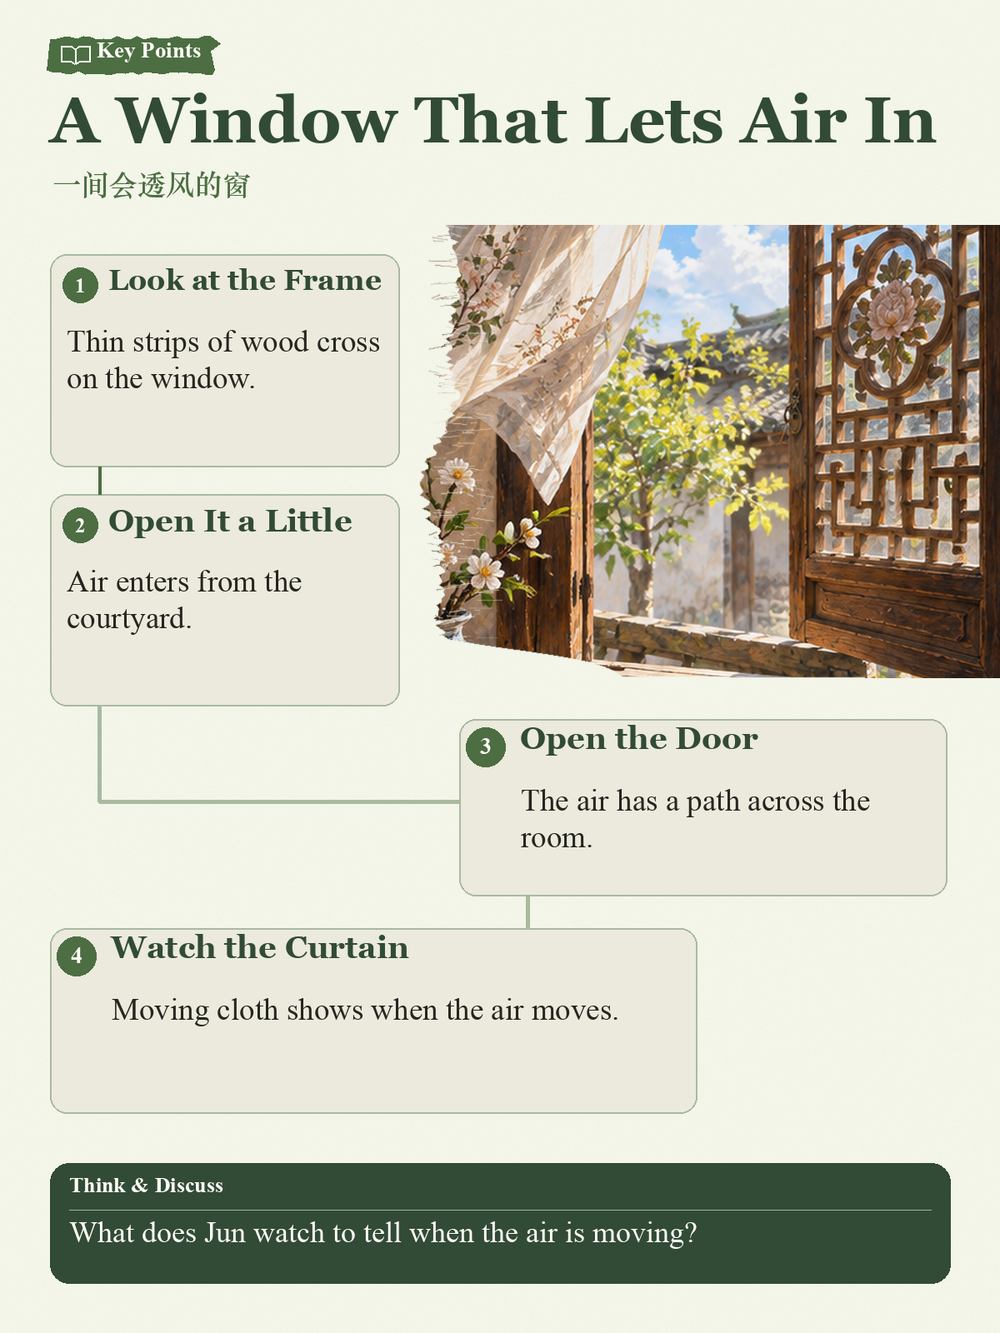 Key Points
A Window That Lets Air In
一间会透风的窗
1 Look at the Frame
Thin strips of wood cross
on the window.
2 Open It a Little
Air enters from the
courtyard.
3 Open the Door
The air has a path across the
room.
4 Watch the Curtain
Moving cloth shows when the air moves.
Think & Discuss
What does Jun watch to tell when the air is moving?